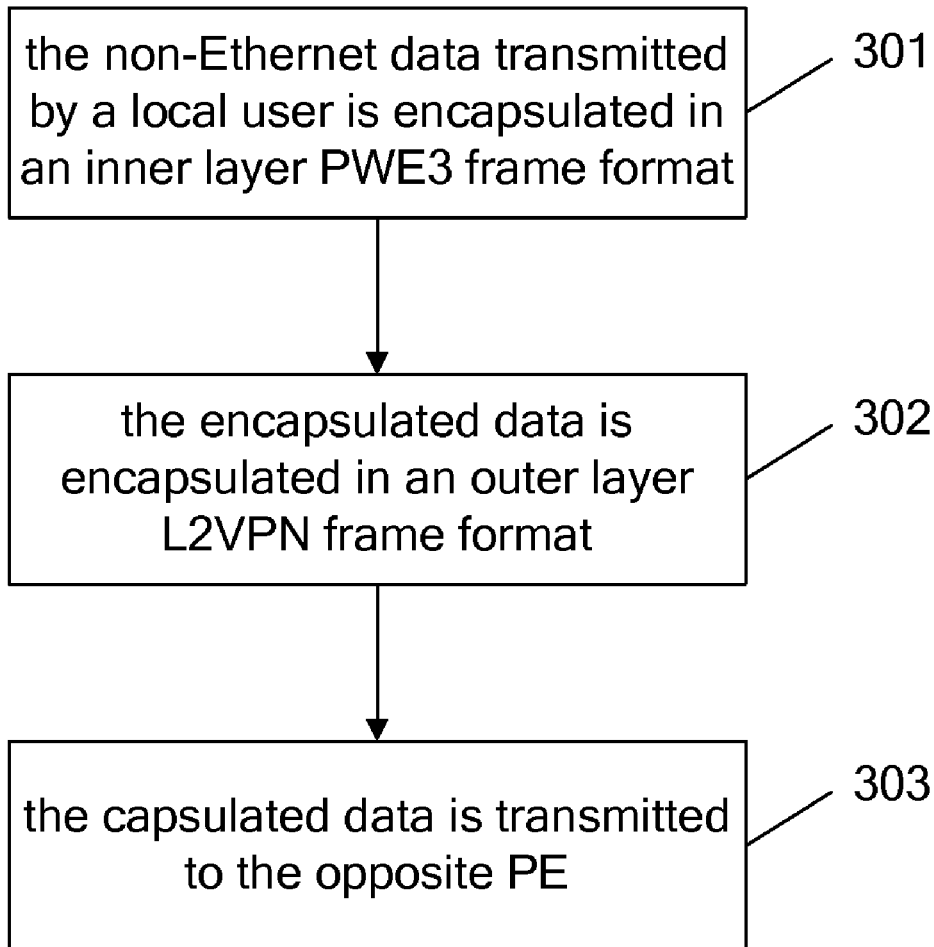 the non-Ethernet data transmitted
by a local user is encapsulated in
an inner layer PWE3 frame format
301
the encapsulated data is
encapsulated in an outer layer
L2VPN frame format
302
the capsulated data is transmitted
to the opposite PE
303